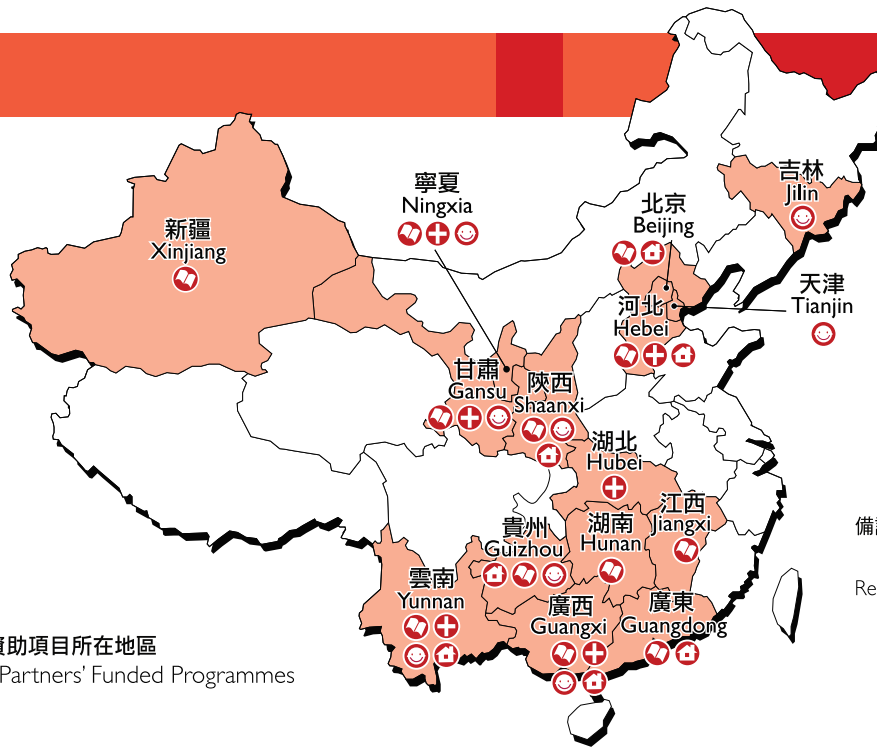 吉林
Jilin
寧夏
Ningxia
北京
Beijing
新疆
Xinjiang
天津
Tianjin
河北
Hebei
甘肅
Gansu
陝西
Shaanxi
湖北
Hubei
江西
Jiangxi
湖南
Hunan
貴州
Guizhou
雲南
Yunnan
廣西
Guangxi
廣東
Guangdong
備
Re
助項目所在地區
Partners' Funded Programmes